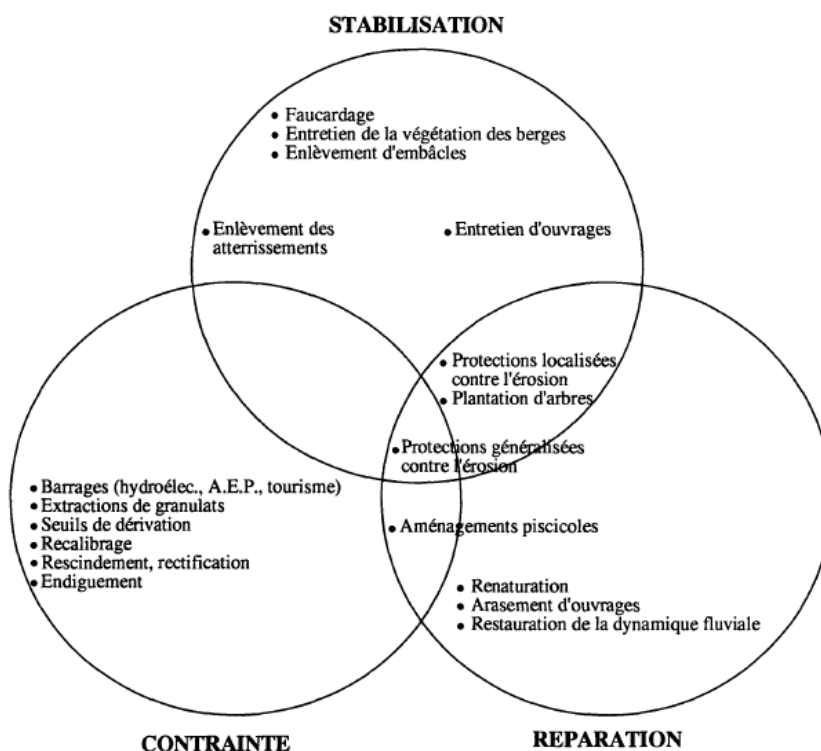 STABILISATION
• Faucardage
• Entretien de la végétation des berges
• Enlèvement d'embâcles
• Enlèvement des
atterrissements
• Entretien d'ouvrages
• Protections localisées
contre l'érosion
• Plantation d'arbres
• Protections généralisées
contre l'érosion
• Barrages (hydroélec., A.E.P., tourisme)
• Extractions de granulats
• Seuils de dérivation
• Recalibrage
• Rescindement, rectification
• Endiguement
• Aménagements piscicoles
• Renaturation
• Arasement d'ouvrages
• Restauration de la dynamique fluviale
CONTRAINTE
REPARATION